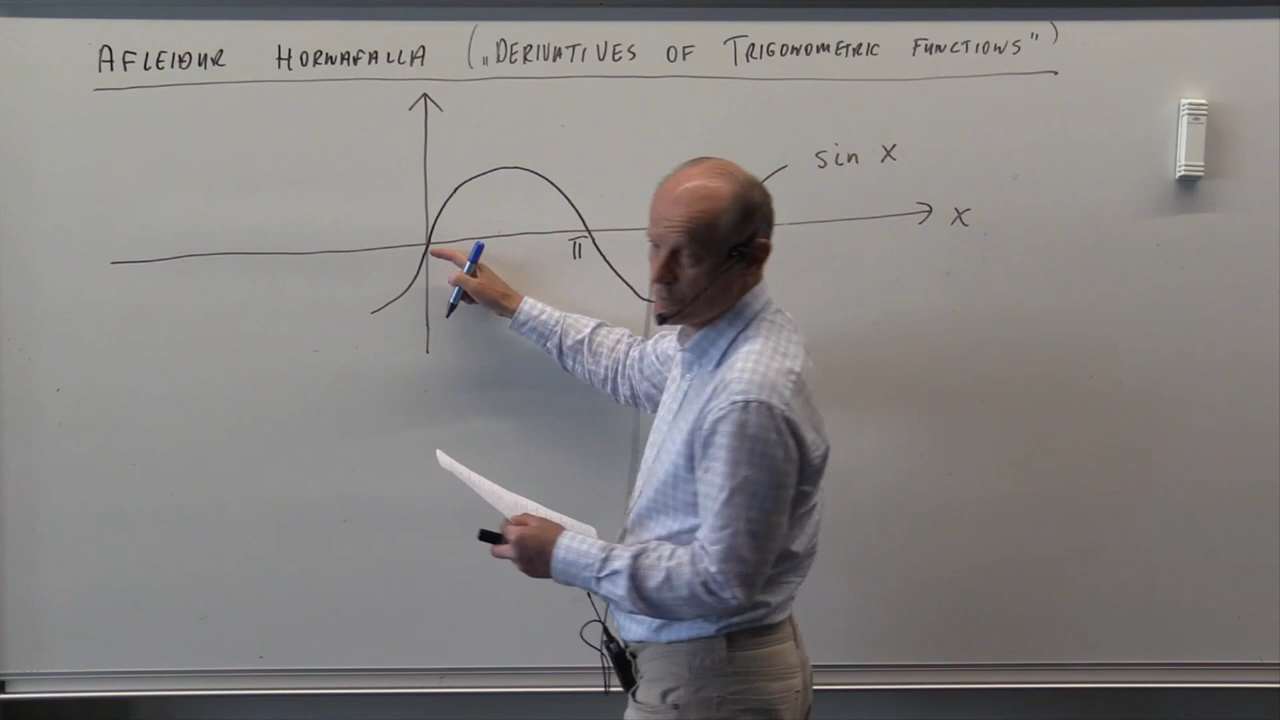 AFLEIÐUR HORNAFALLA („DERIVATIVES OF TRIGONOMETRIC FUNCTIONS")
sin x
x
π